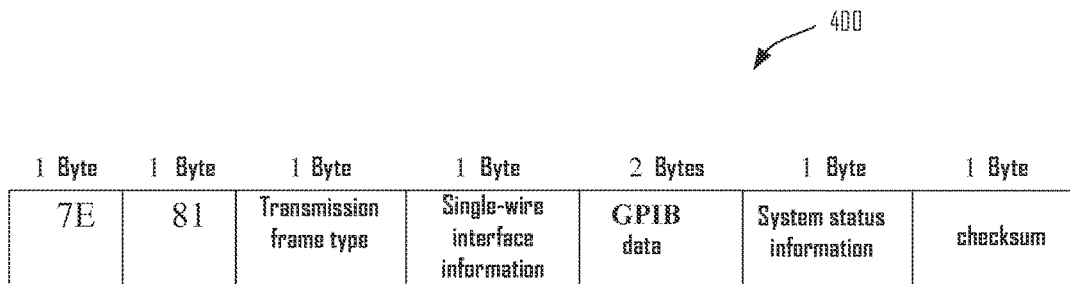 400
1 Byte 1 Byte 1 Byte 1 Byte 2 Bytes 1 Byte 1 Byte
7E
81
Transmission
frame type
Single-wire
interface
information
GPIB
data
System status
information
checksum